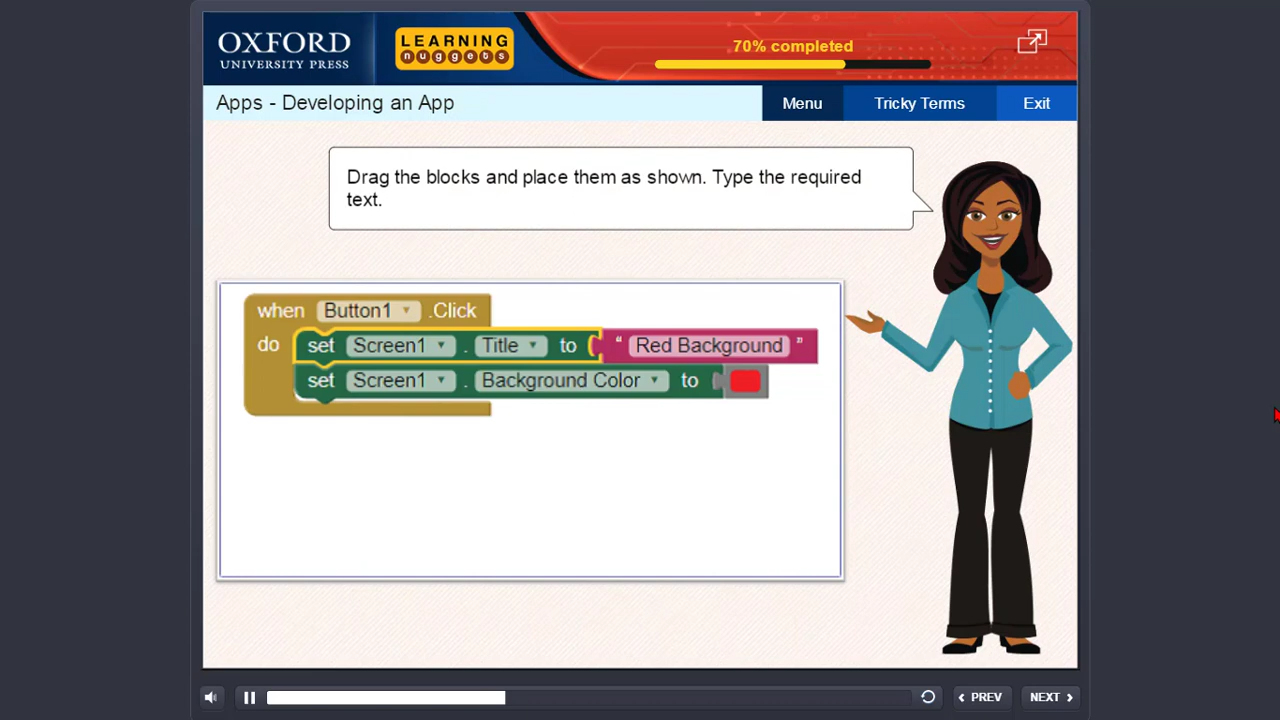 OXFORD
UNIVERSITY PRESS
LEARNING
nuggets
70% completed
Apps - Developing an App
Menu
Tricky Terms
Exit
Drag the blocks and place them as shown. Type the required
text.
when Button1 .Click
do set Screen1 . Title to “ Red Background ”
set Screen1 . Background Color to
PREV
NEXT